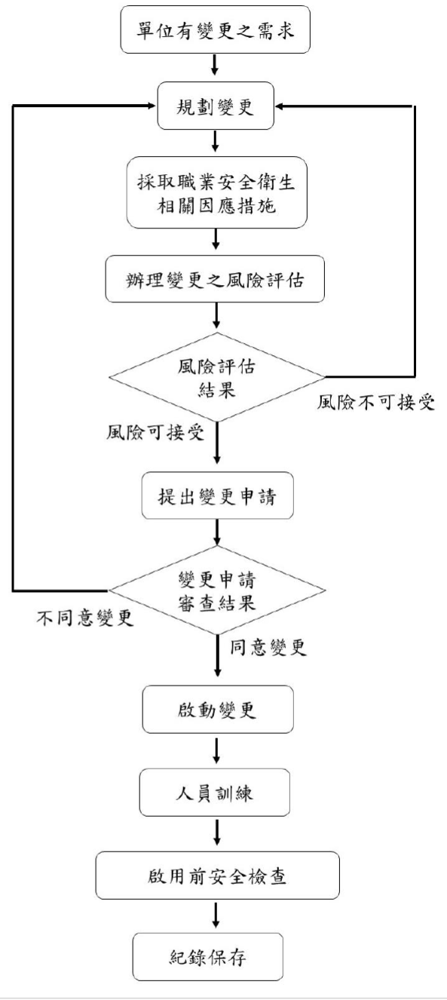 單位有變更之需求
規劃變更
採取職業安全衛生
相關因應措施
辦理變更之風險評估
風險評估
結果
風險不可接受
風險可接受
提出變更申請
變更申請
審查結果
不同意變更
同意變更
啟動變更
人員訓練
啟用前安全檢查
紀錄保存